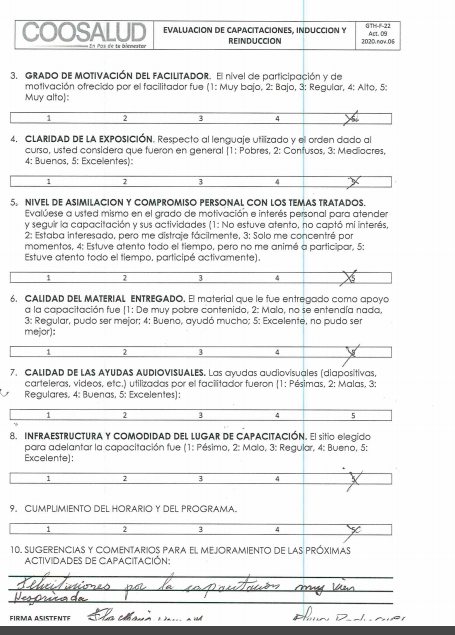 COOSALUD
En Pos de tu bienestar
EVALUACION DE CAPACITACIONES, INDUCCION Y
REINDUCCION
GTH-F-22
Act. 09
2020.nov.06
3. GRADO DE MOTIVACIÓN DEL FACILITADOR. El nivel de participación y de
motivación ofrecido por el facilitador fue (1: Muy bajo, 2: Bajo, 3: Regular, 4: Alto, 5:
Muy alto):
1 2 3 4
4. CLARIDAD DE LA EXPOSICIÓN. Respecto al lenguaje utilizado y el orden dado al
curso, usted considera que fueron en general (1: Pobres, 2: Confusos, 3: Mediocres,
4: Buenos, 5: Excelentes):
1 2 3 4 5
5. NIVEL DE ASIMILACIÓN Y COMPROMISO PERSONAL CON LOS TEMAS TRATADOS.
Evalúese a usted mismo en el grado de motivación e interés personal para atender
y seguir la capacitación y sus actividades (1: No estuve atento, no captó mi interés,
2: Estaba interesado, pero me distraje fácilmente, 3: Solo me concentré por
momentos, 4: Estuve atento todo el tiempo, pero no me animé a participar, 5:
Estuve atento todo el tiempo, participé activamente).
1 2 3 4 5
6. CALIDAD DEL MATERIAL ENTREGADO. El material que le fue entregado como apoyo
a la capacitación fue (1: De muy pobre contenido, 2: Malo, no se entendía nada,
3: Regular, pudo ser mejor; 4: Bueno, ayudó mucho; 5: Excelente, no pudo ser
mejor):
1 2 3 4 5
7. CALIDAD DE LAS AYUDAS AUDIOVISUALES. Las ayudas audiovisuales (diapositivas,
carteleras, videos, etc.) utilizadas por el facilitador fueron (1: Pésimas, 2: Malas, 3:
Regulares, 4: Buenas, 5: Excelentes):
1 2 3 4 5
8. INFRAESTRUCTURA Y COMODIDAD DEL LUGAR DE CAPACITACIÓN. El sitio elegido
para adelantar la capacitación fue (1: Pésimo, 2: Malo, 3: Regular, 4: Bueno, 5:
Excelente):
1 2 3 4 5
9. CUMPLIMIENTO DEL HORARIO Y DEL PROGRAMA.
1 2 3 4 5
10. SUGERENCIAS Y COMENTARIOS PARA EL MEJORAMIENTO DE LAS PRÓXIMAS
ACTIVIDADES DE CAPACITACIÓN:
por la capacitación muy bien
FIRMA ASISTENTE